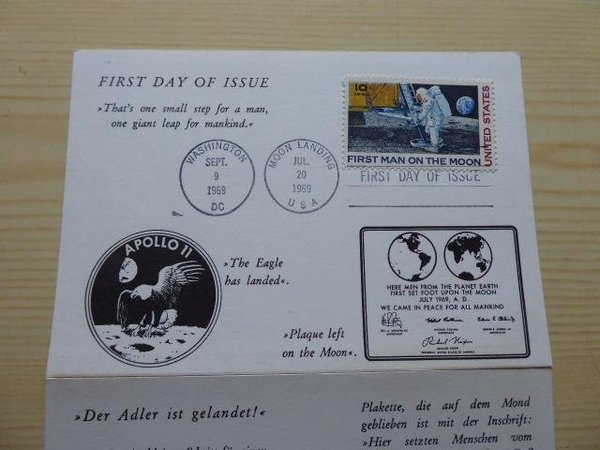 FIRST DAY OF ISSUE
»That's one small step for a man,
one giant leap for mankind.«
WASHINGTON
SEPT.
9
1969
DC
MOON LANDING
JUL.
20
1969
USA
10¢
UNITED STATES
FIRST MAN ON THE MOON
FIRST DAY OF ISSUE
APOLLO 11
»The Eagle
has landed«.
HERE MEN FROM THE PLANET EARTH
FIRST SET FOOT UPON THE MOON
JULY 1969, A. D.
WE CAME IN PEACE FOR ALL MANKIND
»Plaque left
on the Moon«.
»Der Adler ist gelandet!«
Plakette, die auf dem Mond
geblieben ist mit der Inschrift:
»Hier setzten Menschen vom